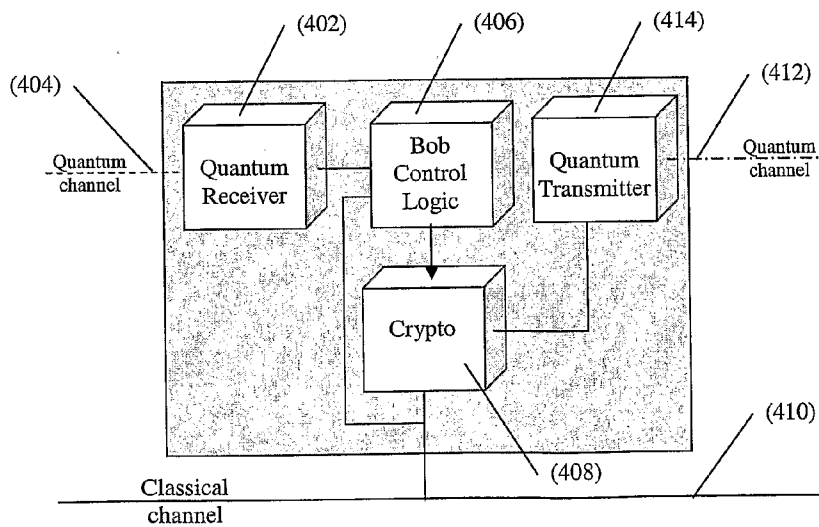 (402)
(406)
(414)
(404)
(412)
Quantum
channel
Quantum
Receiver
Bob
Control
Logic
Quantum
Transmitter
Quantum
channel
Crypto
(408)
(410)
Classical
channel